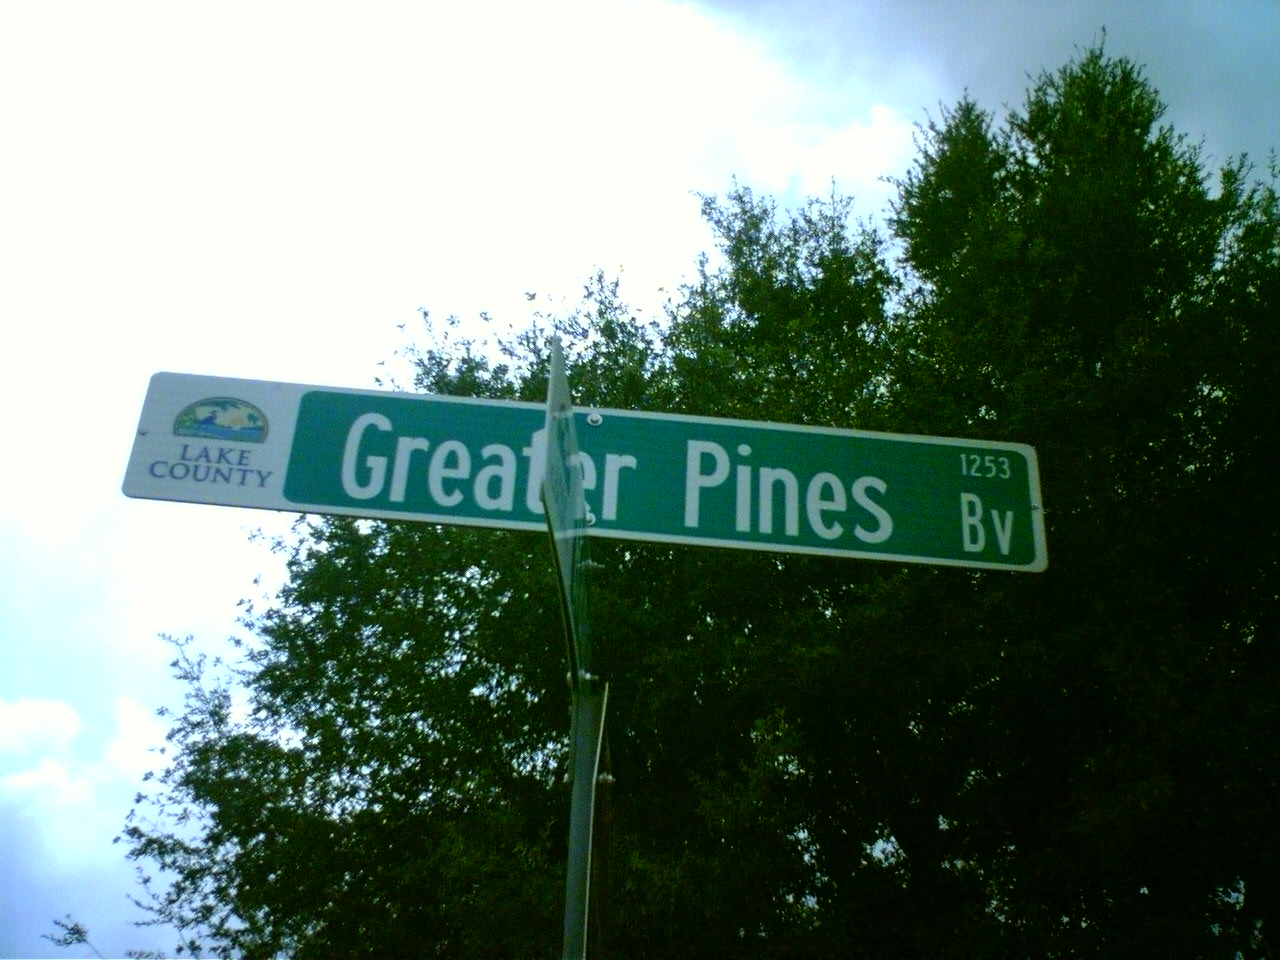 LAKE
COUNTY
Greater Pines
1253
Bv